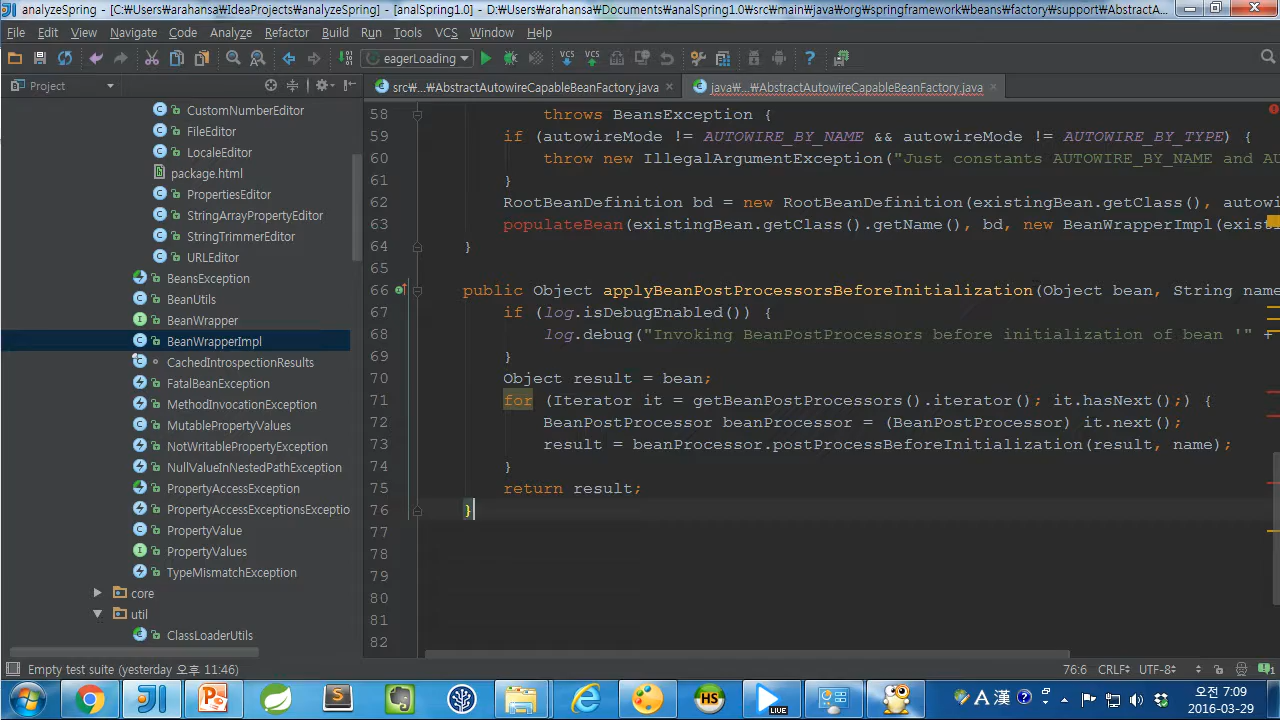 analyzeSpring - [C:₩Users₩arahansa₩IdeaProjects₩analyzeSpring] - [analSpring1.0] - D:₩Users₩arahansa₩Documents₩analSpring1.0₩src₩main₩java₩org₩springframework₩beans₩factory₩support₩AbstractA...
File Edit View Navigate Code Analyze Refactor Build Run Tools VCS Window Help
eagerLoading
Project
src₩...₩AbstractAutowireCapableBeanFactory.java
java₩...₩AbstractAutowireCapableBeanFactory.java
CustomNumberEditor
FileEditor
LocaleEditor
package.html
PropertiesEditor
StringArrayPropertyEditor
StringTrimmerEditor
URLEditor
BeansException
BeanUtils
BeanWrapper
BeanWrapperImpl
CachedIntrospectionResults
FatalBeanException
MethodInvocationException
MutablePropertyValues
NotWritablePropertyException
NullValueInNestedPathException
PropertyAccessException
PropertyAccessExceptionsExceptio
PropertyValue
PropertyValues
TypeMismatchException
core
util
ClassLoaderUtils
58 throws BeansException {
59 if (autowireMode != AUTOWIRE_BY_NAME && autowireMode != AUTOWIRE_BY_TYPE) {
60 throw new IllegalArgumentException("Just constants AUTOWIRE_BY_NAME and AU
61 }
62 RootBeanDefinition bd = new RootBeanDefinition(existingBean.getClass(), autowi
63 populateBean(existingBean.getClass().getName(), bd, new BeanWrapperImpl(existi
64 }
65
66 public Object applyBeanPostProcessorsBeforeInitialization(Object bean, String name
67 if (log.isDebugEnabled()) {
68 log.debug("Invoking BeanPostProcessors before initialization of bean '" +
69 }
70 Object result = bean;
71 for (Iterator it = getBeanPostProcessors().iterator(); it.hasNext();) {
72 BeanPostProcessor beanProcessor = (BeanPostProcessor) it.next();
73 result = beanProcessor.postProcessBeforeInitialization(result, name);
74 }
75 return result;
76 }
77
78
79
80
81
82
Empty test suite (yesterday 오후 11:46)
76:6 CRLF UTF-8
LIVE
HS
A 漢
오전 7:09
2016-03-29